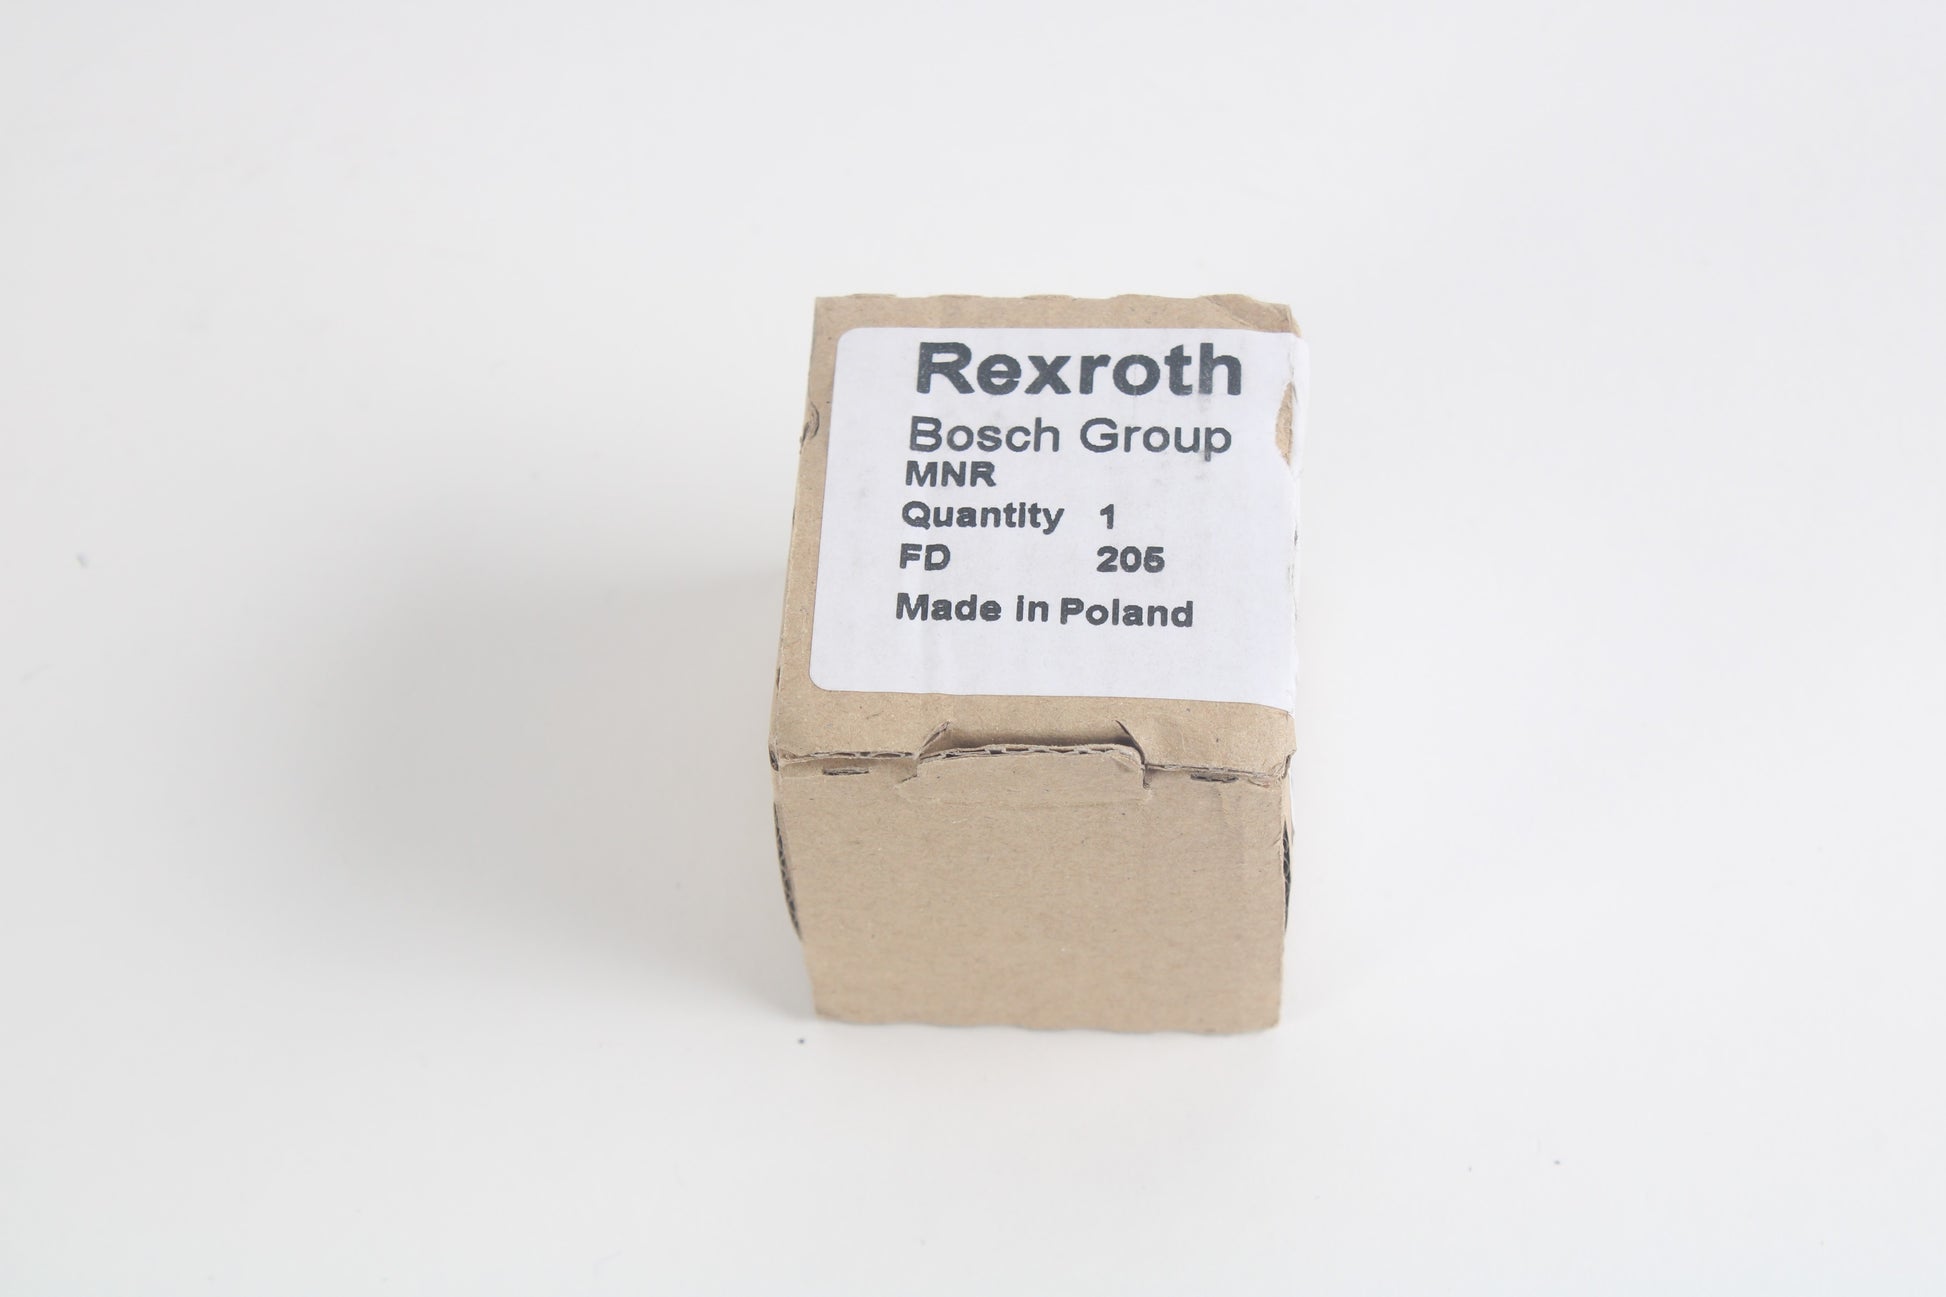 Rexroth
Bosch Group
MNR
Quantity 1
FD 205
Made in Poland